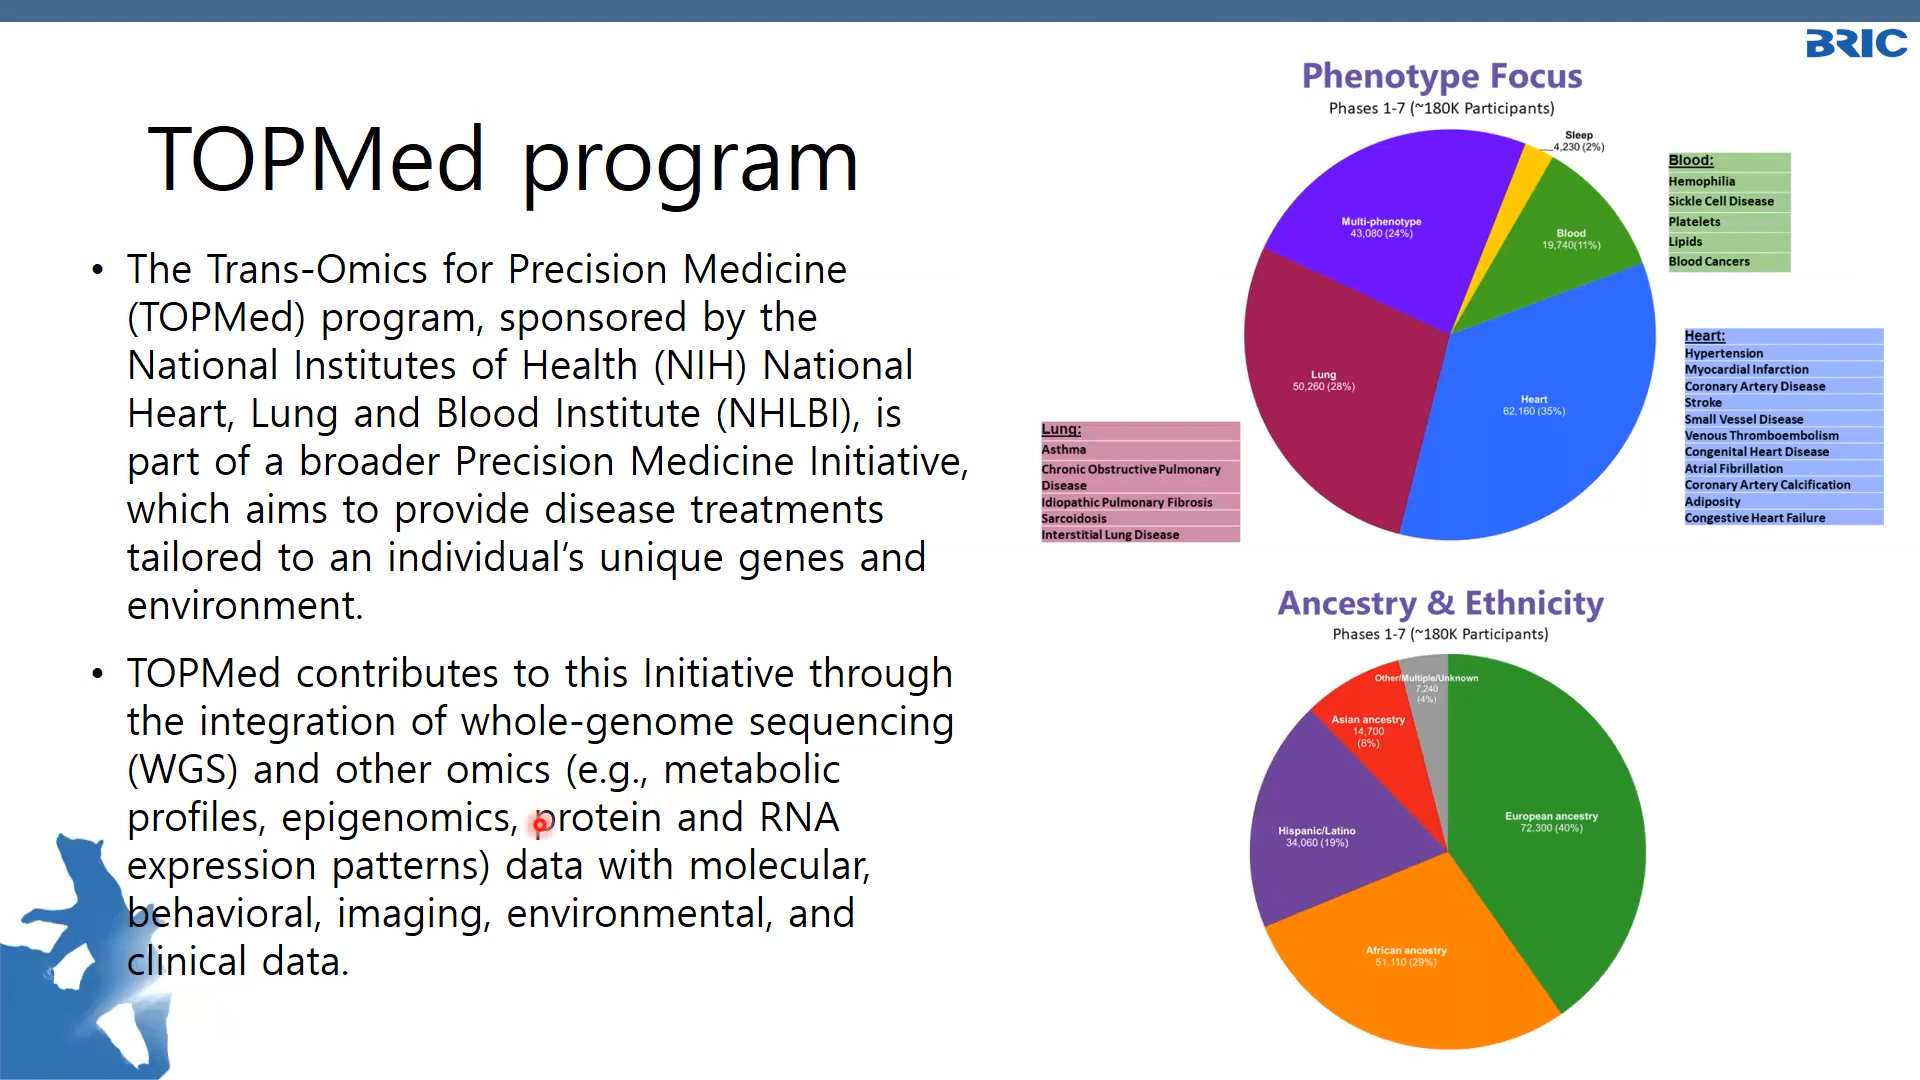 BRIC
TOPMed program
• The Trans-Omics for Precision Medicine
(TOPMed) program, sponsored by the
National Institutes of Health (NIH) National
Heart, Lung and Blood Institute (NHLBI), is
part of a broader Precision Medicine Initiative,
which aims to provide disease treatments
tailored to an individual’s unique genes and
environment.
• TOPMed contributes to this Initiative through
the integration of whole-genome sequencing
(WGS) and other omics (e.g., metabolic
profiles, epigenomics, protein and RNA
expression patterns) data with molecular,
behavioral, imaging, environmental, and
clinical data.
Phenotype Focus
Phases 1-7 (~180K Participants)
Sleep
4,230 (2%)
Multi-phenotype
43,080 (24%)
Blood
19,740(11%)
Lung
50,260 (28%)
Heart
62,160 (35%)
Blood:
Hemophilia
Sickle Cell Disease
Platelets
Lipids
Blood Cancers
Heart:
Hypertension
Myocardial Infarction
Coronary Artery Disease
Stroke
Small Vessel Disease
Venous Thromboembolism
Congenital Heart Disease
Atrial Fibrillation
Coronary Artery Calcification
Adiposity
Congestive Heart Failure
Lung:
Asthma
Chronic Obstructive Pulmonary
Disease
Idiopathic Pulmonary Fibrosis
Sarcoidosis
Interstitial Lung Disease
Ancestry & Ethnicity
Phases 1-7 (~180K Participants)
Other/Multiple/Unknown
7,240
(4%)
Asian ancestry
14,700
(8%)
Hispanic/Latino
34,060 (19%)
European ancestry
72,300 (40%)
African ancestry
51,110 (29%)